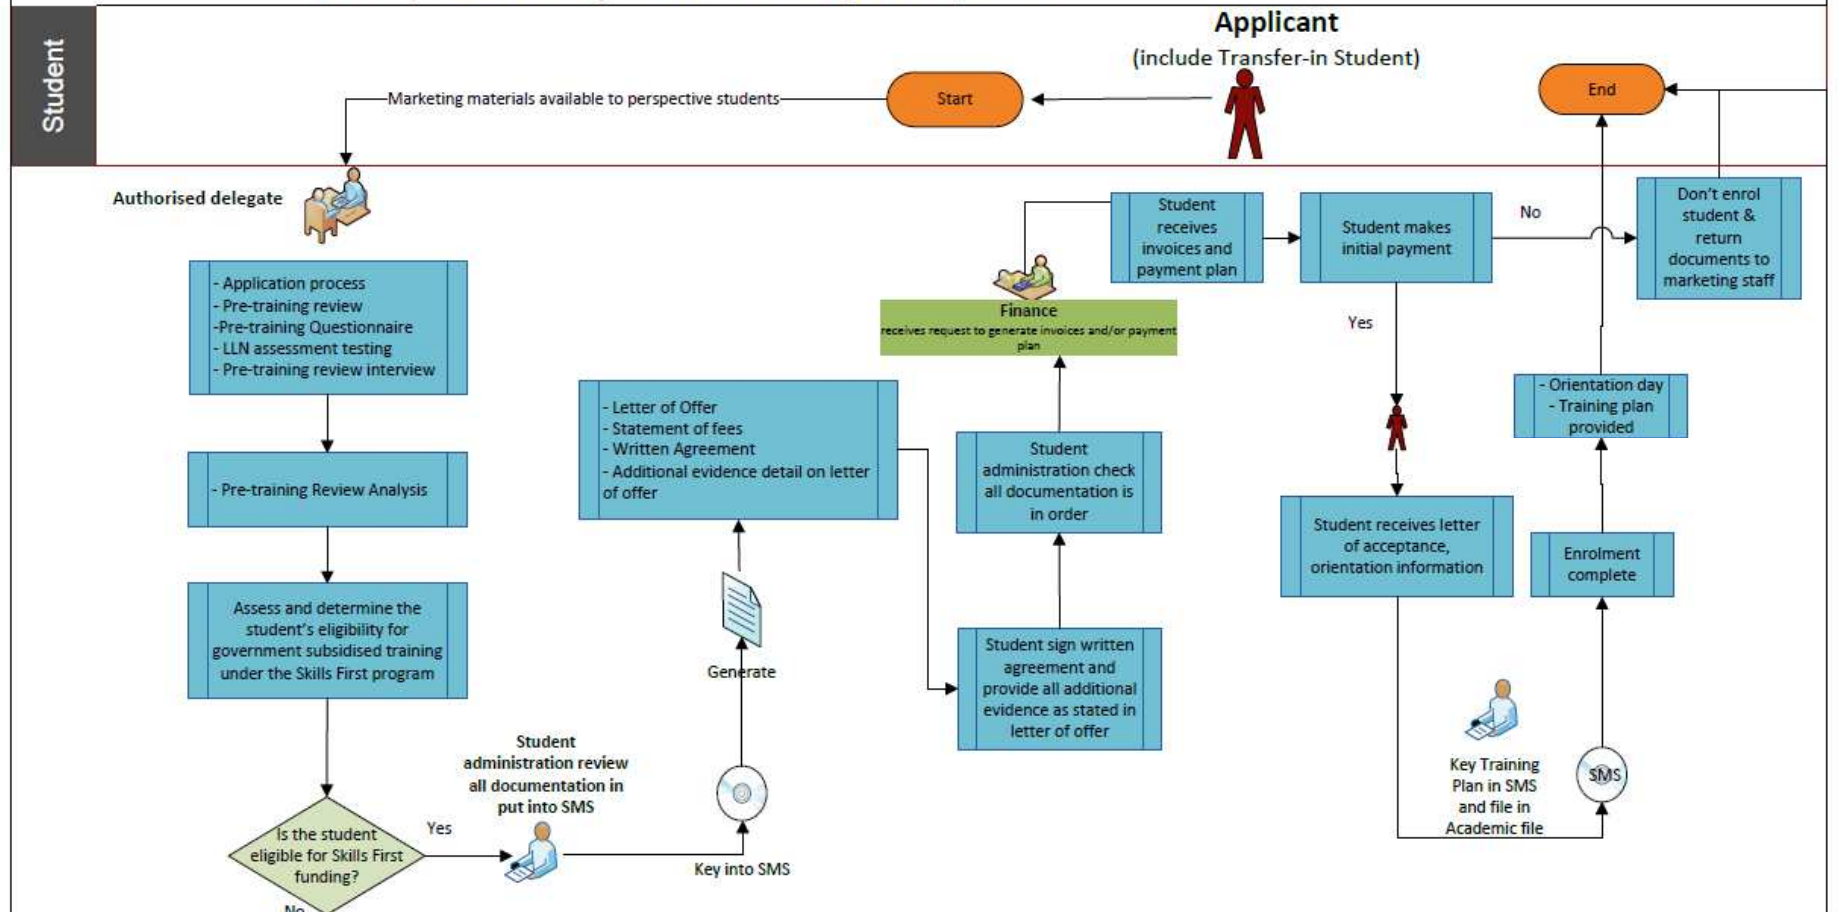 Student
Applicant
(include Transfer-in Student)
Start
End
Marketing materials available to perspective students
Authorised delegate
- Application process
- Pre-training review
-Pre-training Questionnaire
- LLN assessment testing
- Pre-training review interview
- Pre-training Review Analysis
Assess and determine the
student's eligibility for
government subsidised training
under the Skills First program
Is the student
eligible for Skills First
funding?
No
Yes
Student
administration review
all documentation in
put into SMS
Key into SMS
Generate
- Letter of Offer
- Statement of fees
- Written Agreement
- Additional evidence detail on letter
of offer
Student sign written
agreement and
provide all additional
evidence as stated in
letter of offer
Student
administration check
all documentation is
in order
Finance
receives request to generate invoices and/or payment
plan
Student
receives
invoices and
payment plan
Student makes
initial payment
No
Don't enrol
student &
return
documents to
marketing staff
Yes
Student receives letter
of acceptance,
orientation information
Key Training
Plan in SMS
and file in
Academic file
SMS
Enrolment
complete
- Orientation day
- Training plan
provided